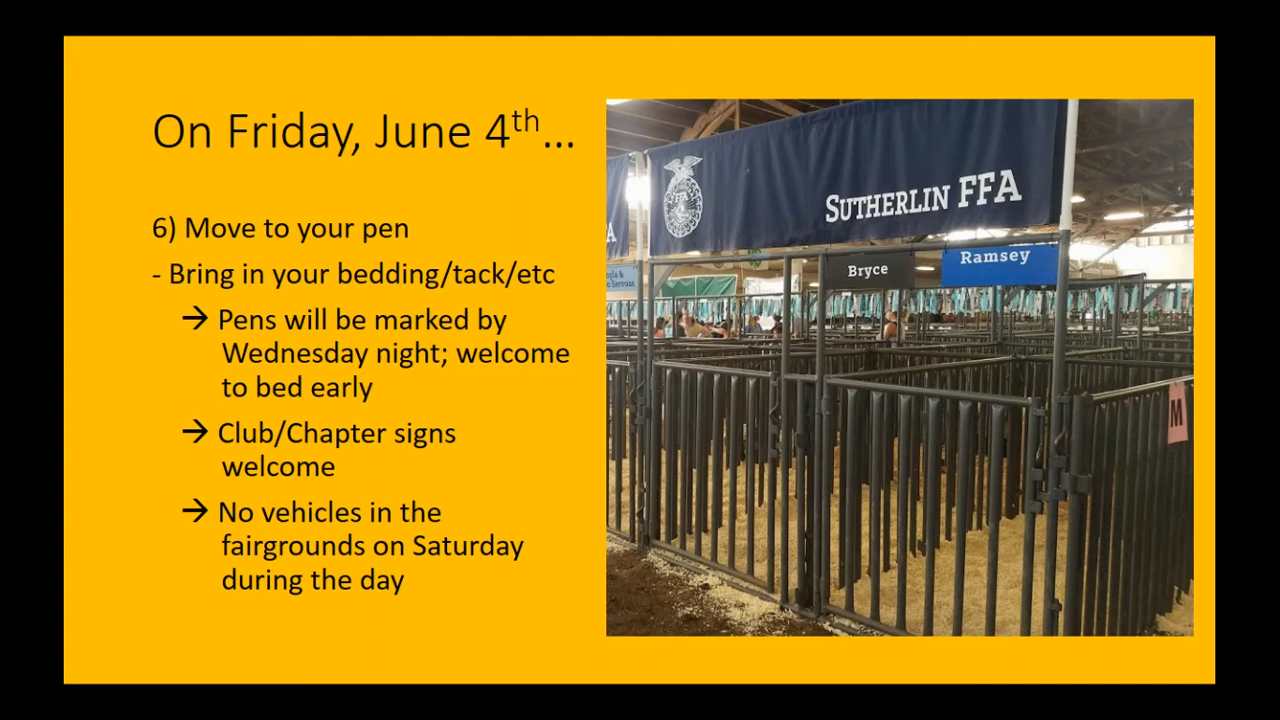 On Friday, June 4th...
6) Move to your pen
- Bring in your bedding/tack/etc
→ Pens will be marked by
Wednesday night; welcome
to bed early
→ Club/Chapter signs
welcome
→ No vehicles in the
fairgrounds on Saturday
during the day
A
FFA
SUTHERLIN FFA
Bryce
Ramsey
M